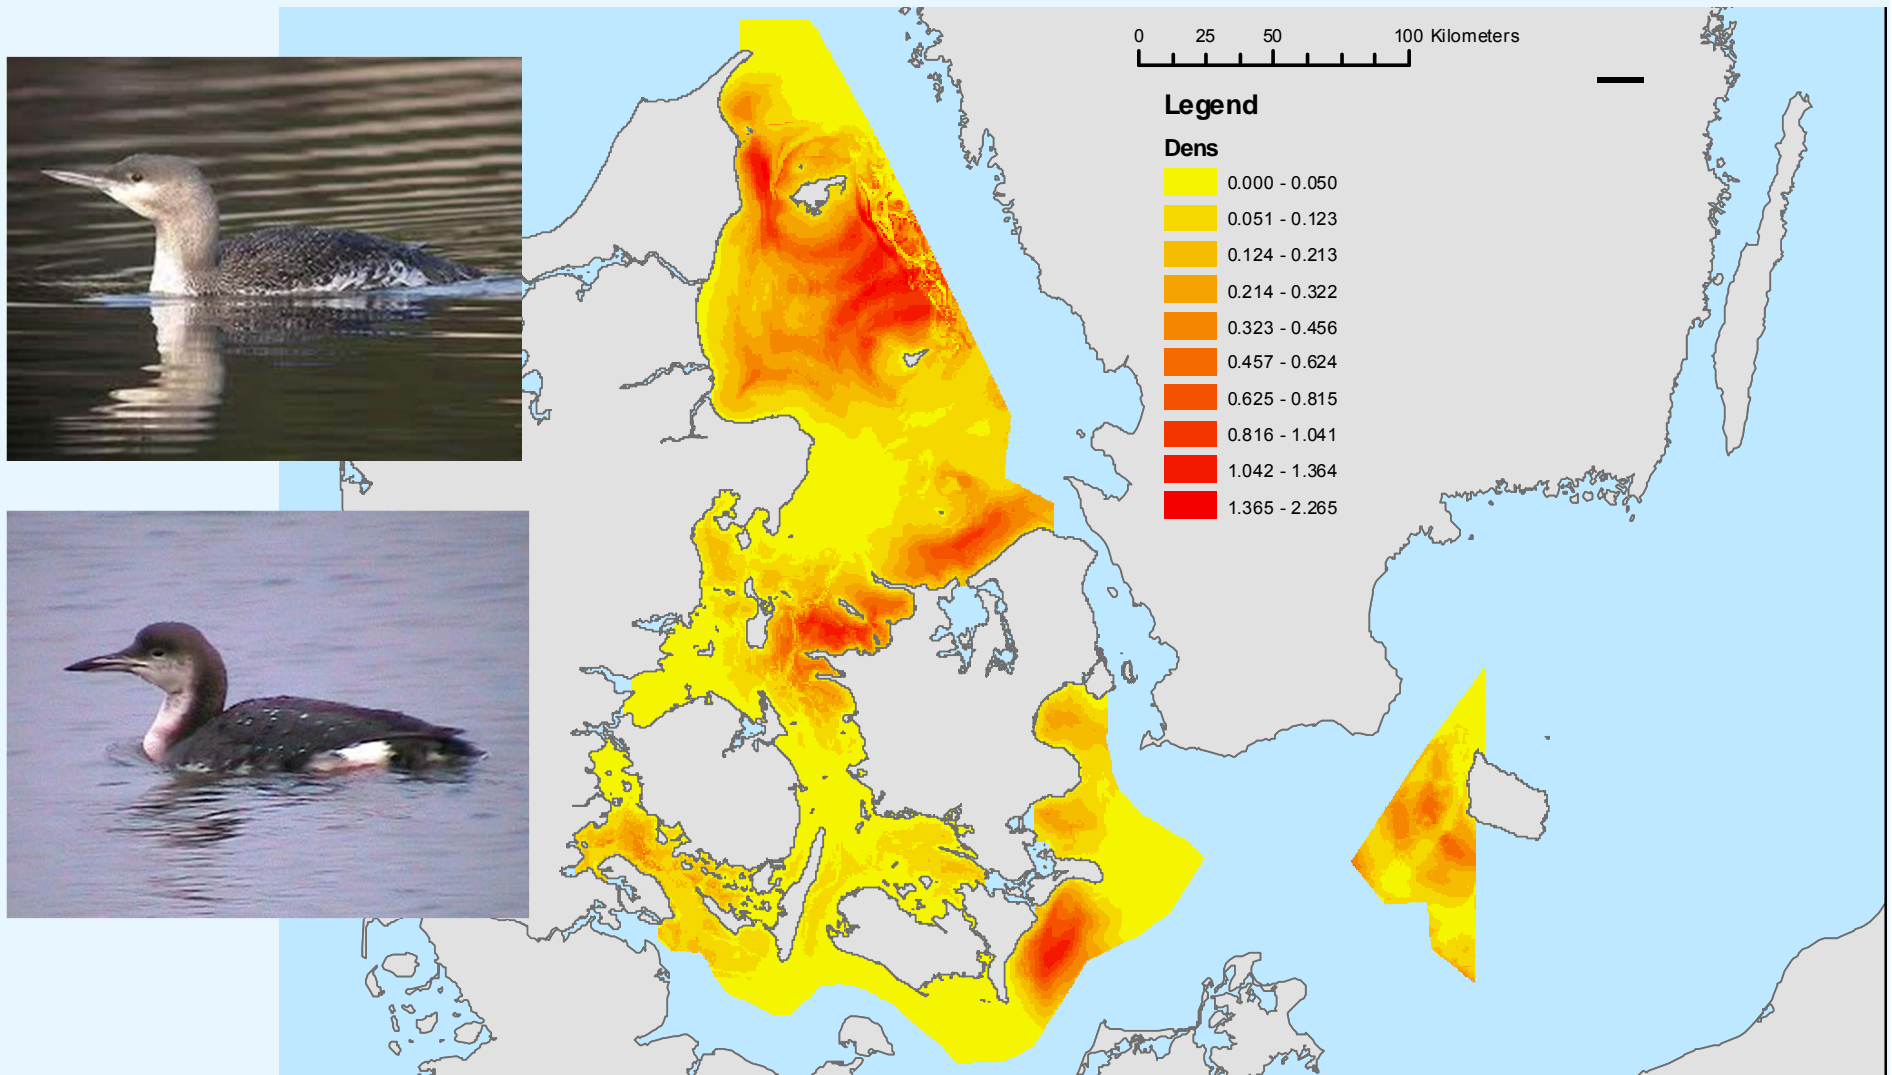 0 25 50 100 Kilometers
Legend
Dens
0.000 - 0.050
0.051 - 0.123
0.124 - 0.213
0.214 - 0.322
0.323 - 0.456
0.457 - 0.624
0.625 - 0.815
0.816 - 1.041
1.042 - 1.364
1.365 - 2.265